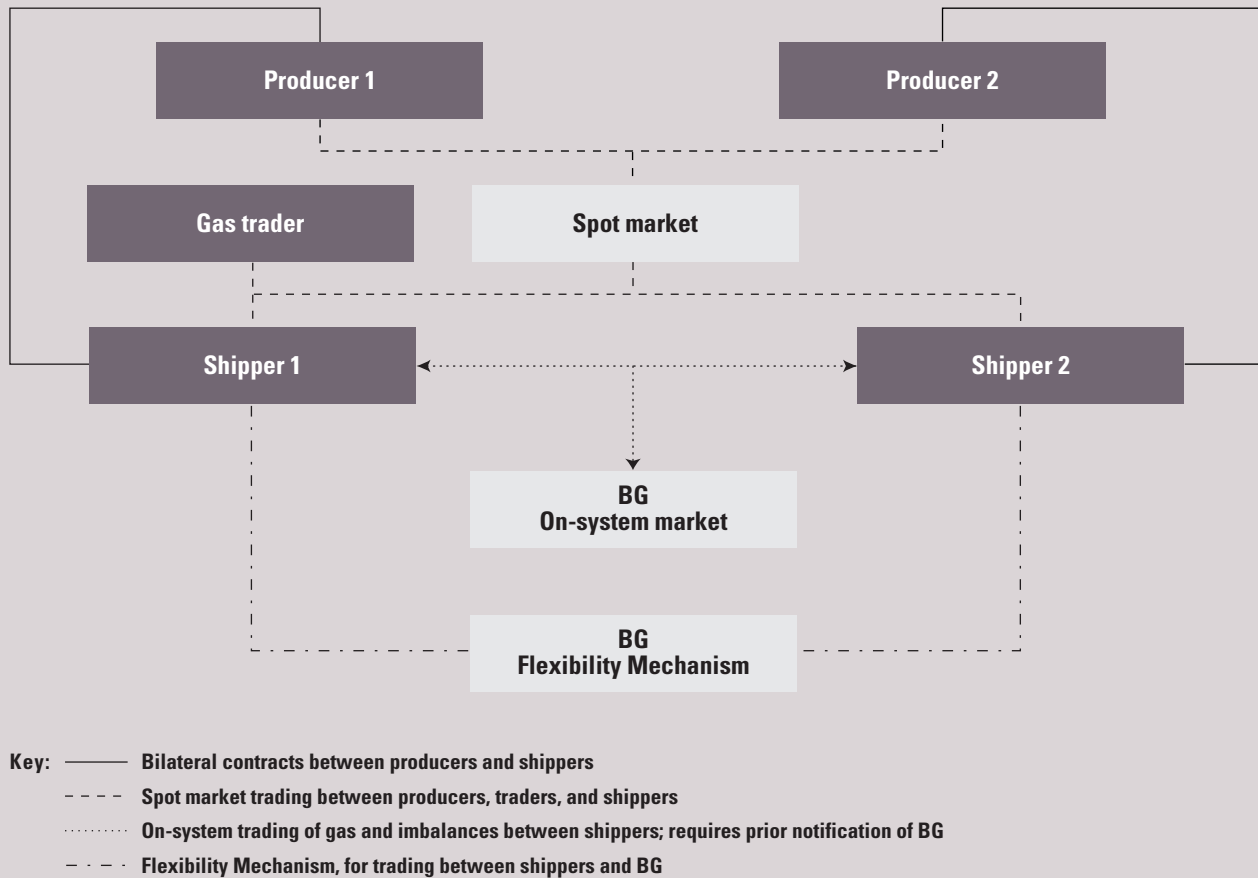 Producer 1
Producer 2
Gas trader
Spot market
Shipper 1
Shipper 2
BG
On-system market
BG
Flexibility Mechanism
Key:
Bilateral contracts between producers and shippers
Spot market trading between producers, traders, and shippers
On-system trading of gas and imbalances between shippers; requires prior notification of BG
Flexibility Mechanism, for trading between shippers and BG